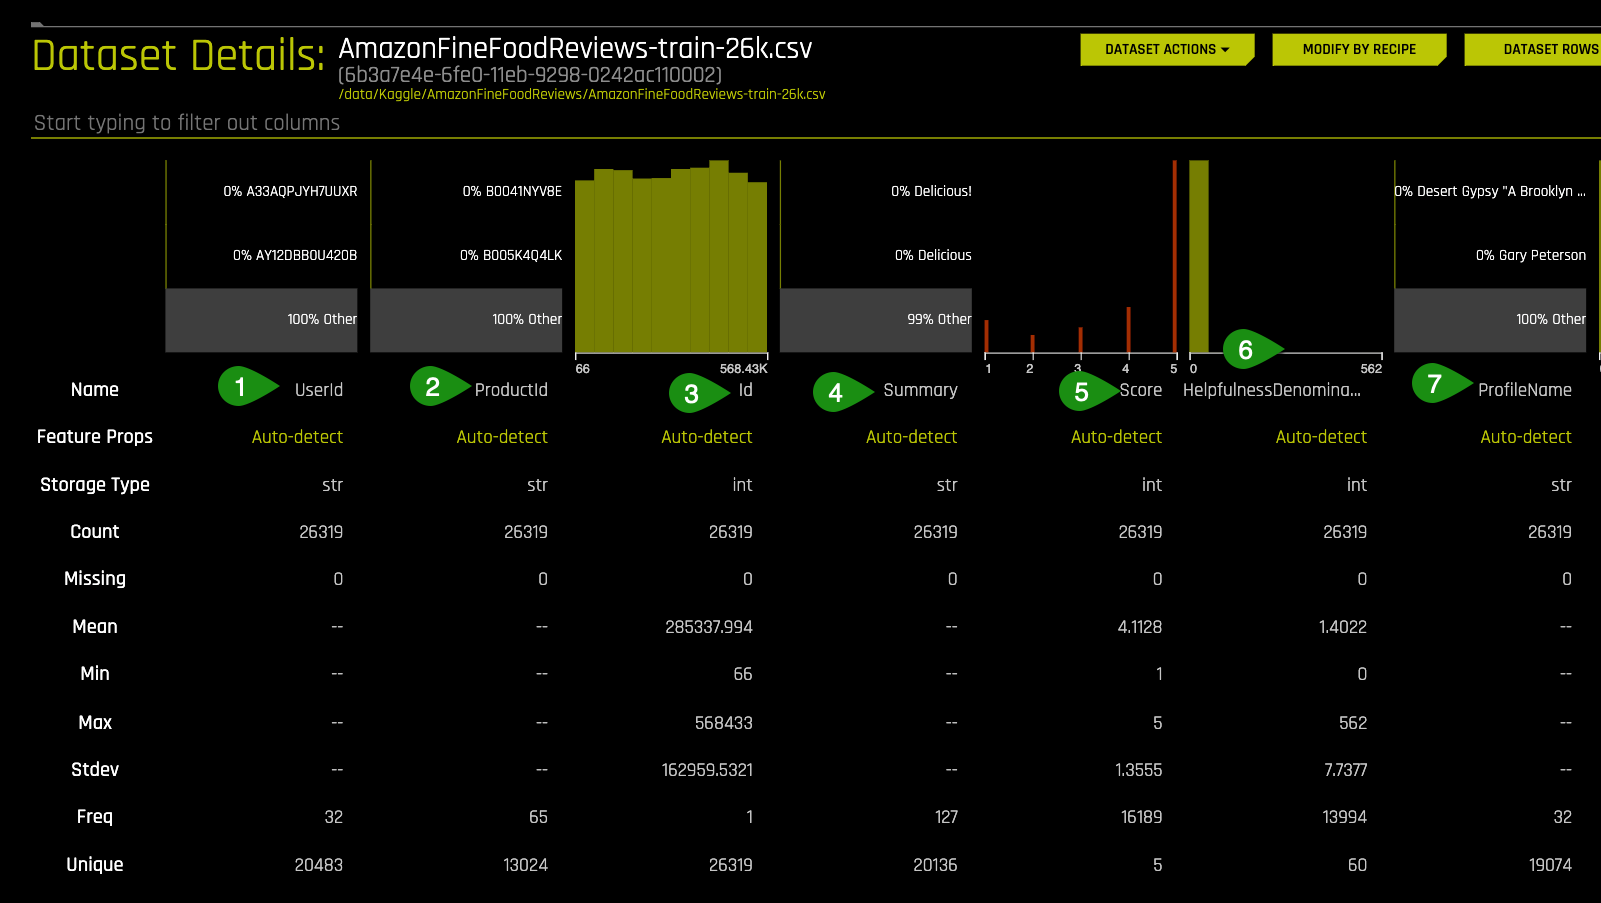 Dataset Details: AmazonFineFoodReviews-train-26k.csv
(6b3a7e4e-6fe0-11eb-9298-0242ac110002)
/data/Kaggle/AmazonFineFoodReviews/AmazonFineFoodReviews-train-26k.csv
DATASET ACTIONS MODIFY BY RECIPE DATASET ROWS
Start typing to filter out columns
0% A33AQPJYH7UUXR 0% B0041NYV8E 0% Delicious! 0% Desert Gypsy "A Brooklyn ...
0% AY12DBB0U420B 0% B005K4Q4LK 0% Delicious 0% Gary Peterson
100% Other 100% Other 99% Other 100% Other
66 568.43K 1 2 3 4 5 0 562
1 2 3 4 5 6 7
Name UserId ProductId Id Summary Score HelpfulnessDenomina... ProfileName
Feature Props Auto-detect Auto-detect Auto-detect Auto-detect Auto-detect Auto-detect Auto-detect
Storage Type str str int str int int str
Count 26319 26319 26319 26319 26319 26319 26319
Missing 0 0 0 0 0 0 0
Mean -- -- 285337.994 -- 4.1128 1.4022 --
Min -- -- 66 -- 1 0 --
Max -- -- 568433 -- 5 562 --
Stdev -- -- 162959.5321 -- 1.3555 7.7377 --
Freq 32 65 1 127 16189 13994 32
Unique 20483 13024 26319 20136 5 60 19074